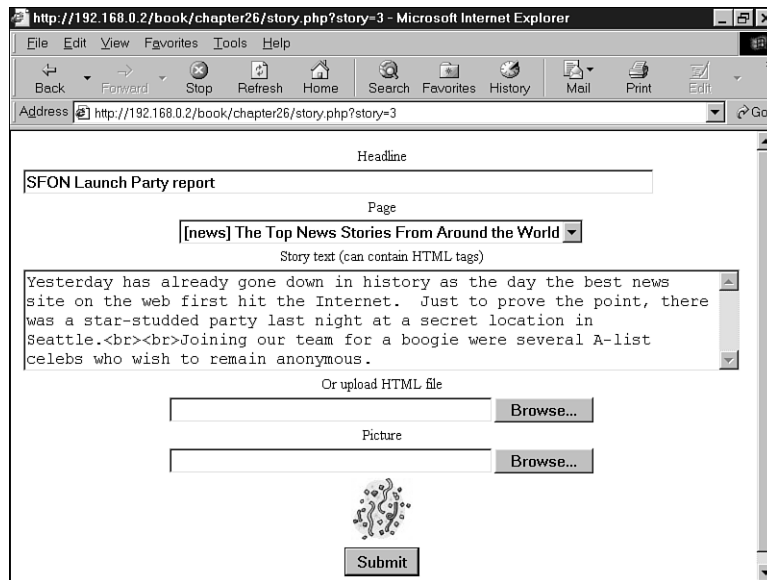 http://192.168.0.2/book/chapter26/story.php?story=3 - Microsoft Internet Explorer
File Edit View Favorites Tools Help
Back Forward Stop Refresh Home Search Favorites History Mail Print Edit
Address http://192.168.0.2/book/chapter26/story.php?story=3 Go
Headline
SFON Launch Party report
Page
[news] The Top News Stories From Around the World
Story text (can contain HTML tags)
Yesterday has already gone down in history as the day the best news
site on the web first hit the Internet.  Just to prove the point, there
was a star-studded party last night at a secret location in
Seattle.<br><br>Joining our team for a boogie were several A-list
celebs who wish to remain anonymous.
Or upload HTML file
Browse...
Picture
Browse...
Submit